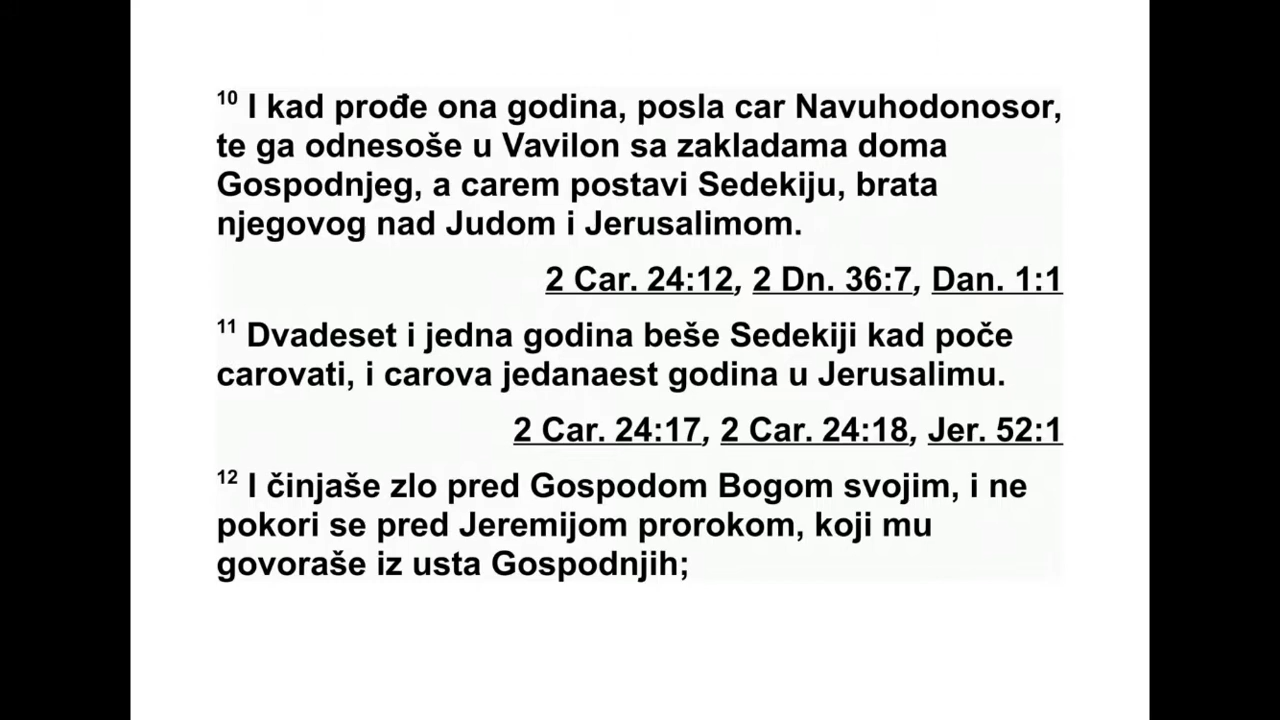 10 I kad prođe ona godina, posla car Navuhodonosor,
te ga odnesoše u Vavilon sa zakladama doma
Gospodnjeg, a carem postavi Sedekiju, brata
njegovog nad Judom i Jerusalimom.
2 Car. 24:12, 2 Dn. 36:7, Dan. 1:1
11 Dvadeset i jedna godina beše Sedekiji kad poče
carovati, i carova jedanaest godina u Jerusalimu.
2 Car. 24:17, 2 Car. 24:18, Jer. 52:1
12 I činjaše zlo pred Gospodom Bogom svojim, i ne
pokori se pred Jeremijom prorokom, koji mu
govoraše iz usta Gospodnjih;